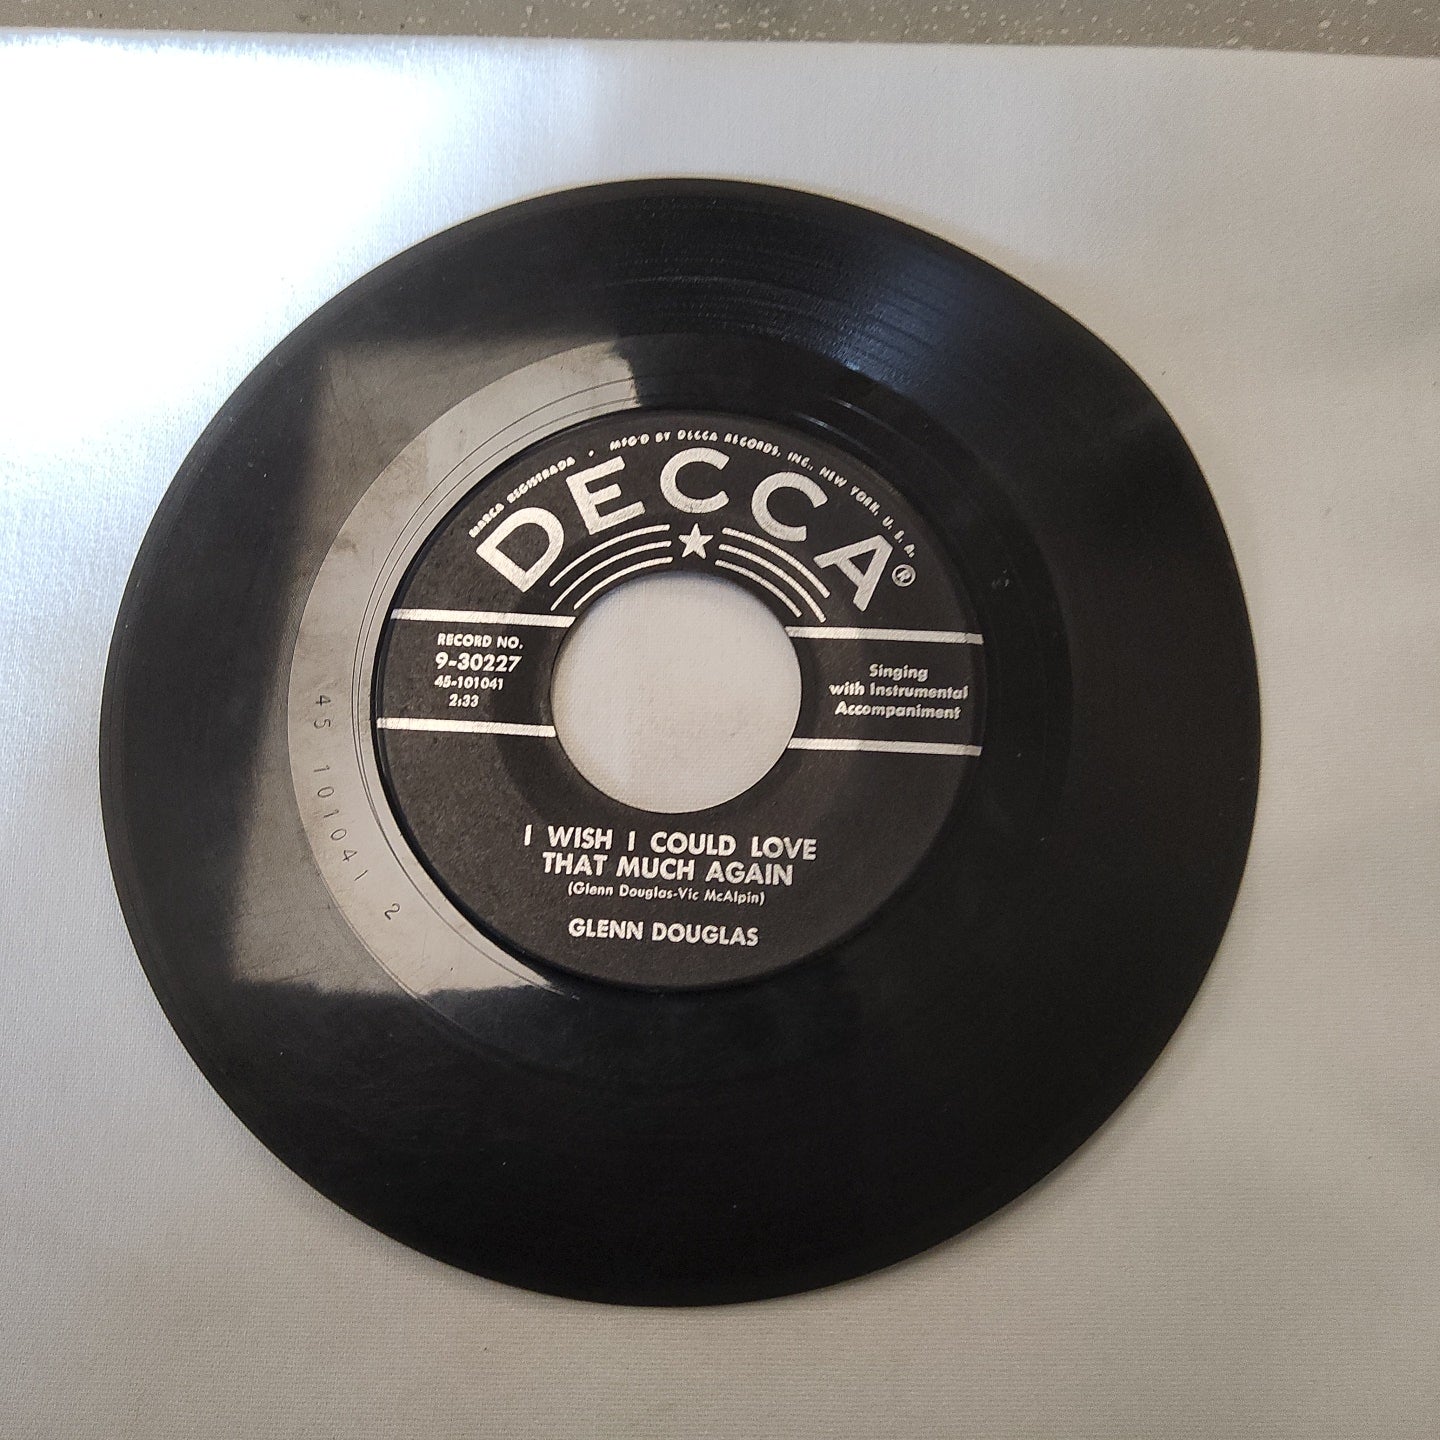 MARCA REGISTRADA • MFG'D BY DECCA RECORDS, INC., NEW YORK, U. S. A.
DECCA®
RECORD NO.
9-30227
45-101041
2:33
Singing
with Instrumental
Accompaniment
I WISH I COULD LOVE
THAT MUCH AGAIN
(Glenn Douglas-Vic McAlpin)
GLENN DOUGLAS
45 101041 2